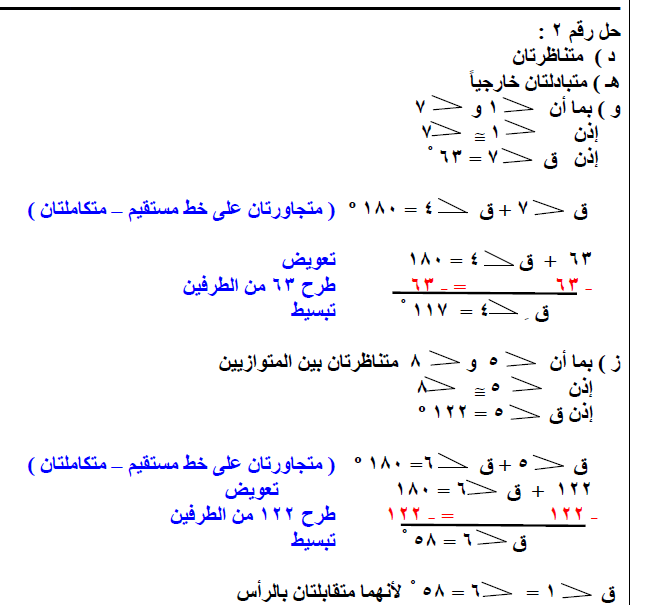 حل رقم ٢ :
د ) متناظرتان
هـ ) متبادلتان خارجياً
و ) بما أن ∠ ١ و ∠ ٧
إذن ∠ ١ ≅ ∠ ٧
إذن ق ∠ ٧ = ٦٣ °
ق ∠ ٧ + ق ∠ ٤ = ١٨٠ ° ( متجاورتان على خط مستقيم – متكاملتان )
٦٣ + ق ∠ ٤ = ١٨٠ تعويض
- ٦٣ = - ٦٣ طرح ٦٣ من الطرفين
ق ∠ ٤ = ١١٧ ° تبسيط
ز ) بما أن ∠ ٥ و ∠ ٨ متناظرتان بين المتوازيين
إذن ∠ ٥ ≅ ∠ ٨
إذن ق ∠ ٥ = ١٢٢ °
ق ∠ ٥ + ق ∠ ٦ = ١٨٠ ° ( متجاورتان على خط مستقيم – متكاملتان )
١٢٢ + ق ∠ ٦ = ١٨٠ تعويض
- ١٢٢ = - ١٢٢ طرح ١٢٢ من الطرفين
ق ∠ ٦ = ٥٨ ° تبسيط
ق ∠ ١ = ∠ ٦ = ٥٨ ° لأنهما متقابلتان بالرأس